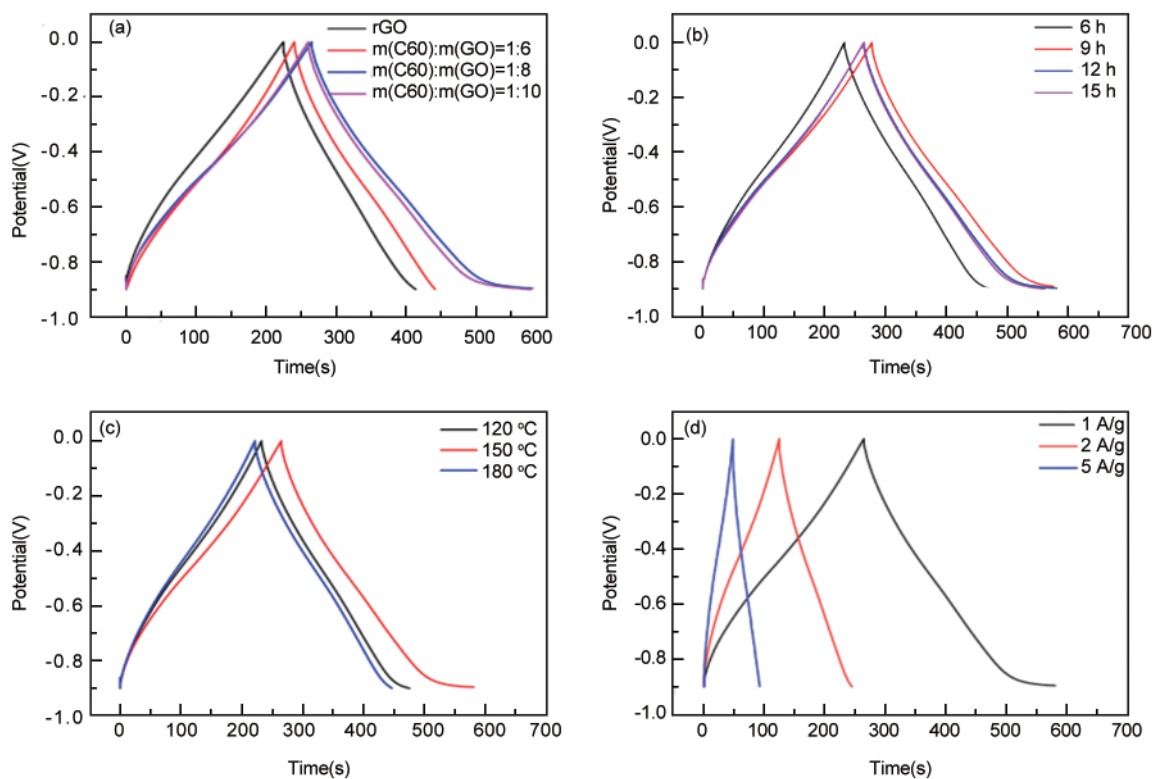 (a)
rGO
m(C60):m(GO)=1:6
m(C60):m(GO)=1:8
m(C60):m(GO)=1:10
0.0
-0.2
-0.4
-0.6
-0.8
-1.0
Potential(V)
0 100 200 300 400 500 600
Time(s)
(b)
6 h
9 h
12 h
15 h
0.0
-0.2
-0.4
-0.6
-0.8
-1.0
Potential(V)
0 100 200 300 400 500 600 700
Time(s)
(c)
120 °C
150 °C
180 °C
0.0
-0.2
-0.4
-0.6
-0.8
-1.0
Potential(V)
0 100 200 300 400 500 600 700
Time(s)
(d)
1 A/g
2 A/g
5 A/g
0.0
-0.2
-0.4
-0.6
-0.8
-1.0
Potential(V)
0 100 200 300 400 500 600 700
Time(s)